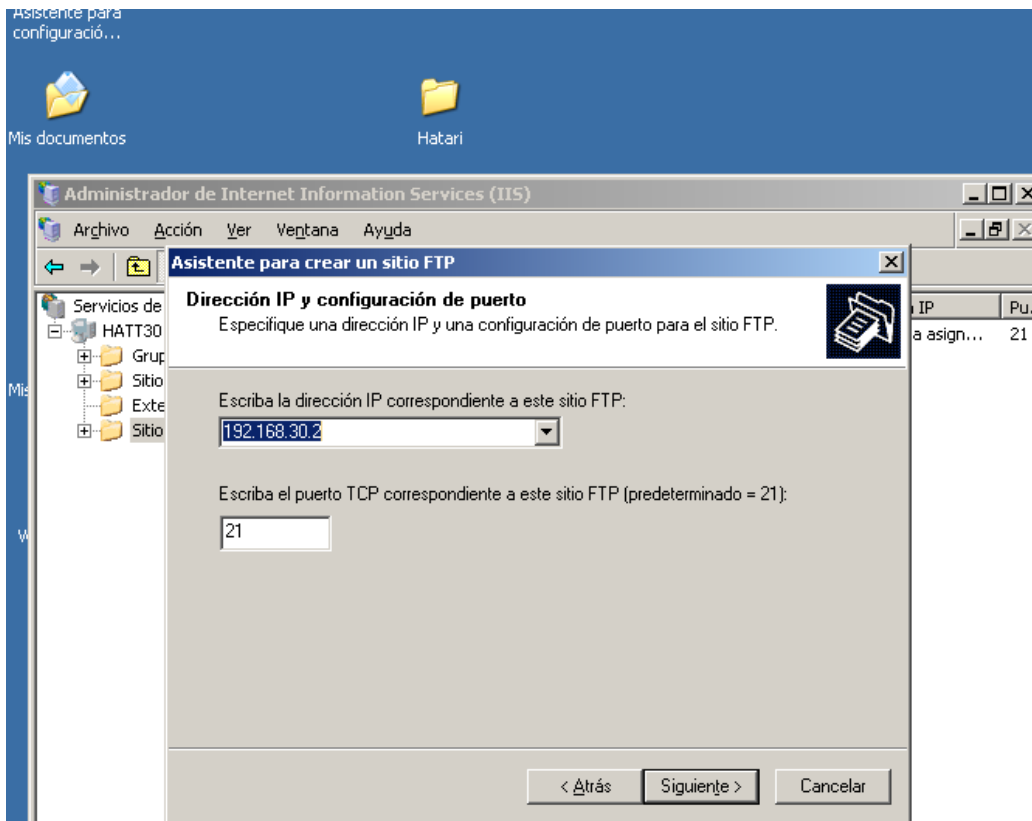 Asistente para
configuració...
Mis documentos
Hatari
Administrador de Internet Information Services (IIS)
Archivo Acción Ver Ventana Ayuda
Asistente para crear un sitio FTP
Dirección IP y configuración de puerto
Especifique una dirección IP y una configuración de puerto para el sitio FTP.
Servicios de
IP
Pu.
HATT30
a asign...
21
Grup
Sitio
Exte
Sitio
Mis
Escriba la dirección IP correspondiente a este sitio FTP:
192.168.30.2
Escriba el puerto TCP correspondiente a este sitio FTP (predeterminado = 21):
21
< Atrás
Siguiente >
Cancelar